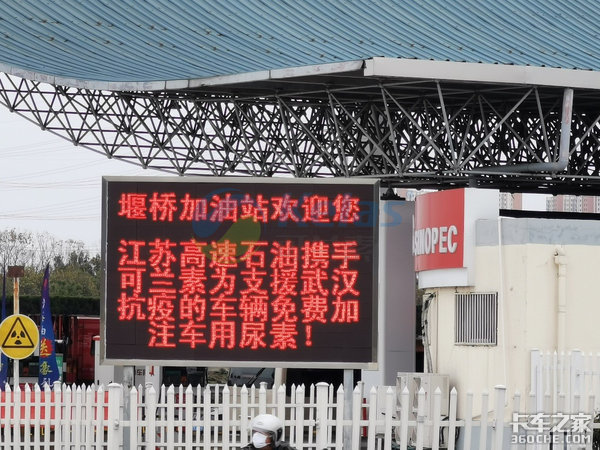 堰桥加油站欢迎您
江苏高速石油携手
可兰素为支援武汉
抗疫的车辆免费加
注车用尿素！
SINOPEC
卡车之家
360che.com